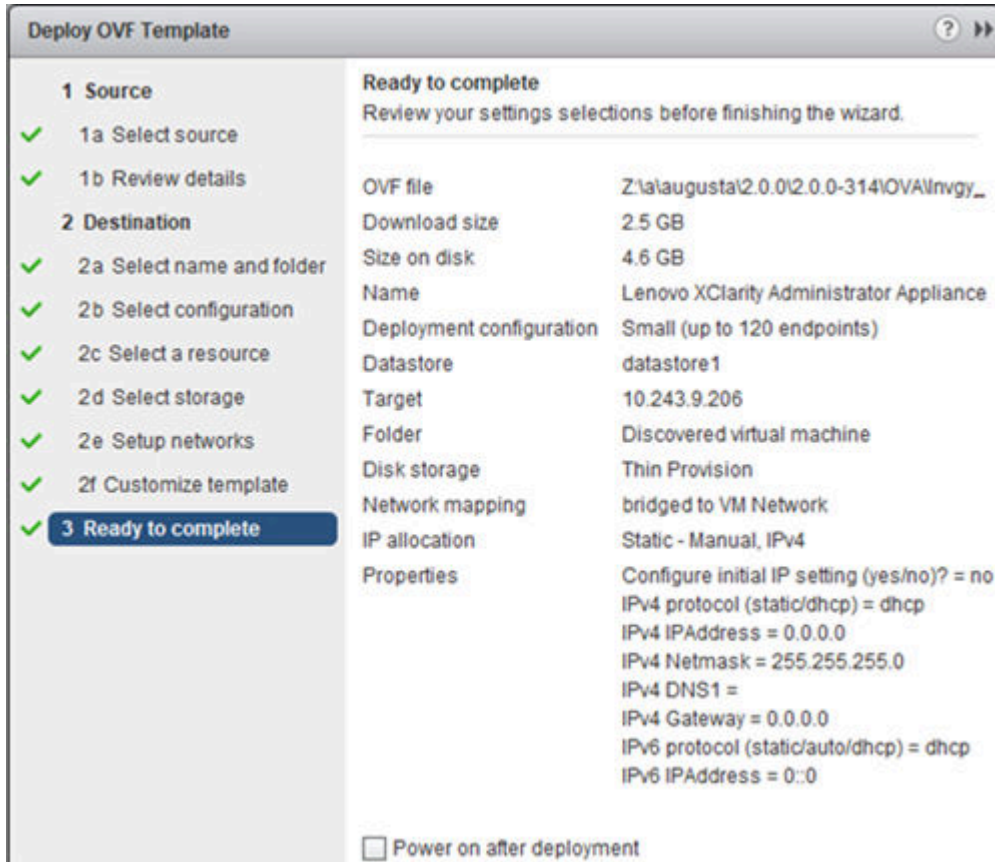 Deploy OVF Template
?
1 Source
1a Select source
1b Review details
2 Destination
2a Select name and folder
2b Select configuration
2c Select a resource
2d Select storage
2e Setup networks
2f Customize template
3 Ready to complete
Ready to complete
Review your settings selections before finishing the wizard.
OVF file Z:\a\augusta\2.0.0\2.0.0-314\OVA\lnvgy_
Download size 2.5 GB
Size on disk 4.6 GB
Name Lenovo XClarity Administrator Appliance
Deployment configuration Small (up to 120 endpoints)
Datastore datastore1
Target 10.243.9.206
Folder Discovered virtual machine
Disk storage Thin Provision
Network mapping bridged to VM Network
IP allocation Static - Manual, IPv4
Properties Configure initial IP setting (yes/no)? = no
IPv4 protocol (static/dhcp) = dhcp
IPv4 IPAddress = 0.0.0.0
IPv4 Netmask = 255.255.255.0
IPv4 DNS1 =
IPv4 Gateway = 0.0.0.0
IPv6 protocol (static/auto/dhcp) = dhcp
IPv6 IPAddress = 0::0
Power on after deployment